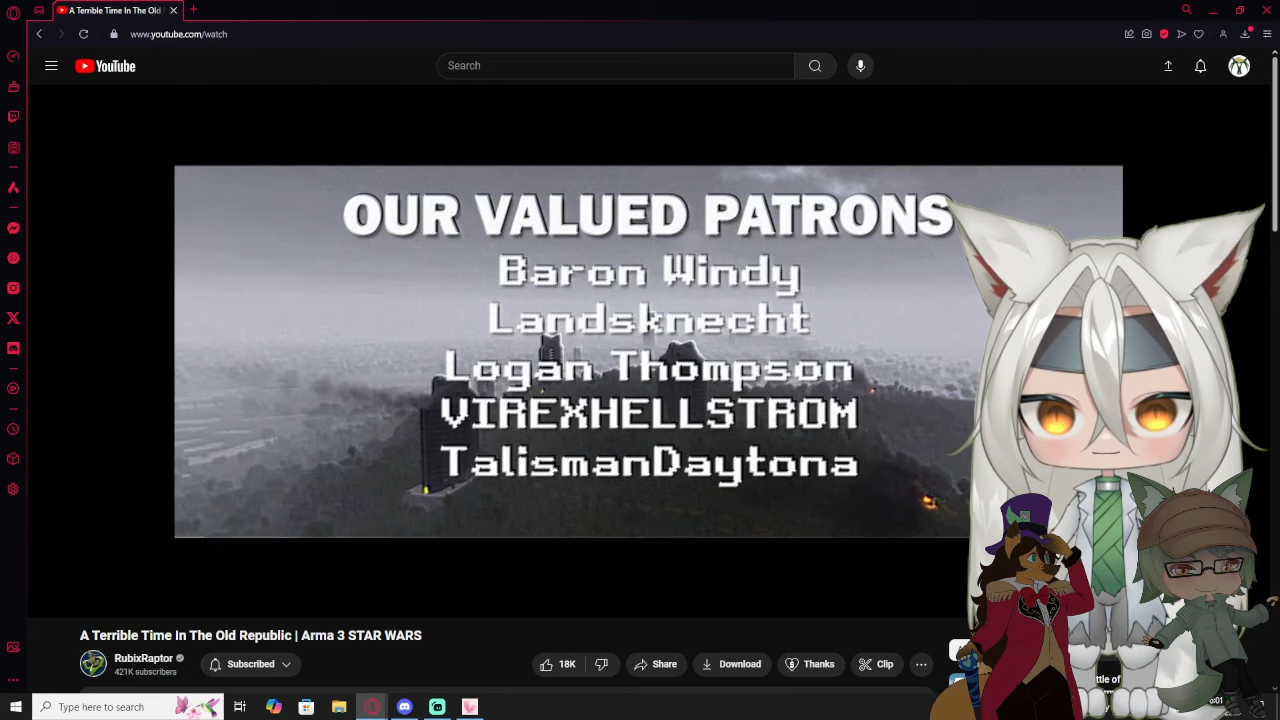 A Terrible Time In The Old
www.youtube.com/watch
YouTube
Search
OUR VALUED PATRONS
Baron Windy
Landsknecht
Logan Thompson
VIREXHELLSTROM
TalismanDaytona
A Terrible Time In The Old Republic | Arma 3 STAR WARS
RubixRaptor
421K subscribers
Subscribed
18K
Share
Download
Thanks
Clip
ttle of
Type here to search